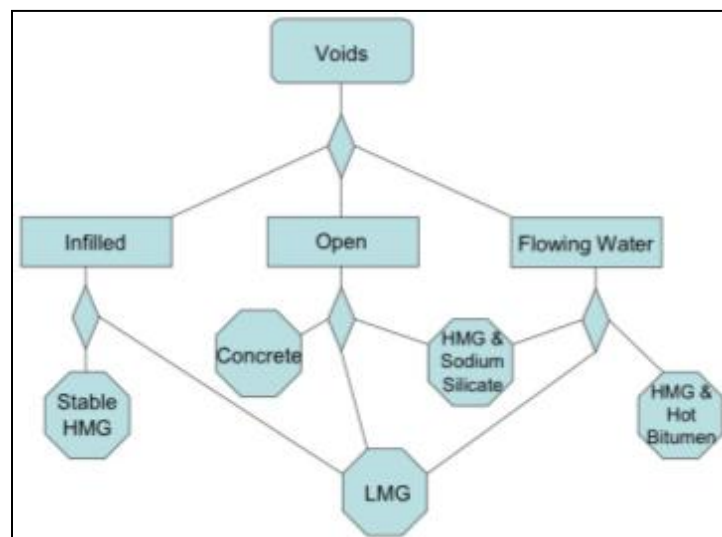 Voids
Infilled
Open
Flowing Water
Concrete
HMG &
Sodium
Silicate
Stable
HMG
HMG &
Hot
Bitumen
LMG